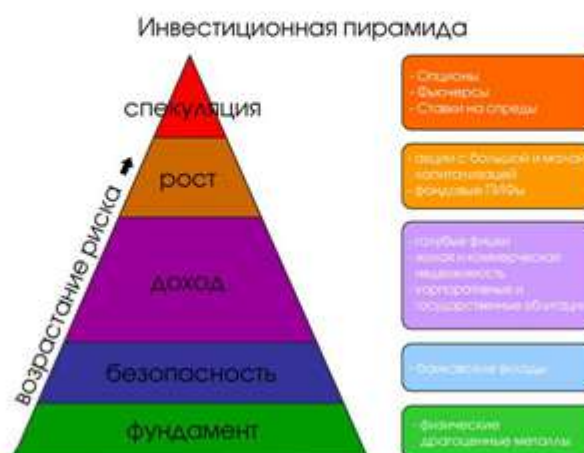 Инвестиционная пирамида
спекуляция
рост
доход
безопасность
фундамент
возрастание риска
- Опционы
- Фьючерсы
- Ставки на спреды
- акции с большой и малой
капитализацией
- фондовые ПИФы
- голубые фишки
- жилая и коммерческая
недвижимость
- корпоративные и
государственные
- банковские вклады
- физические
драгоценные металлы